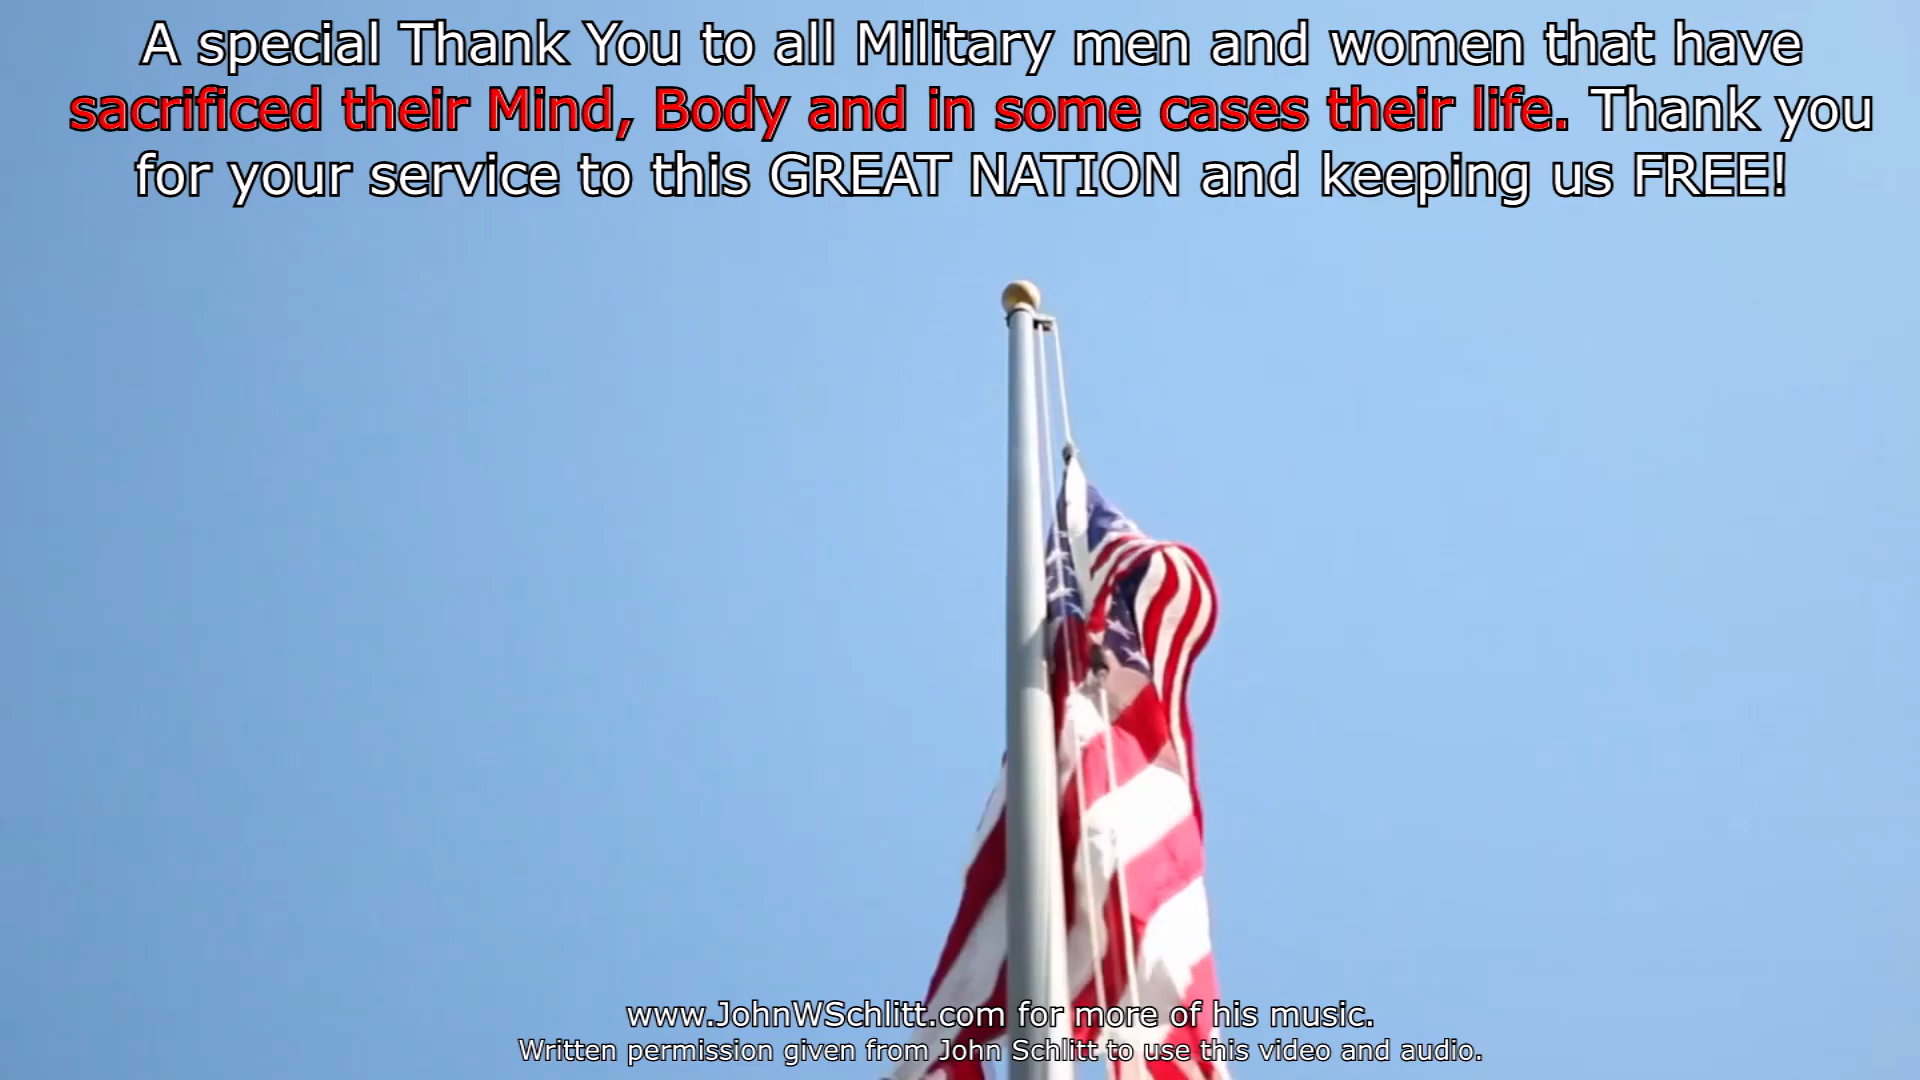 A special Thank You to all Military men and women that have
sacrificed their Mind, Body and in some cases their life. Thank you
for your service to this GREAT NATION and keeping us FREE!
www.JohnWSchlitt.com for more of his music.
Written permission given from John Schlitt to use this video and audio.